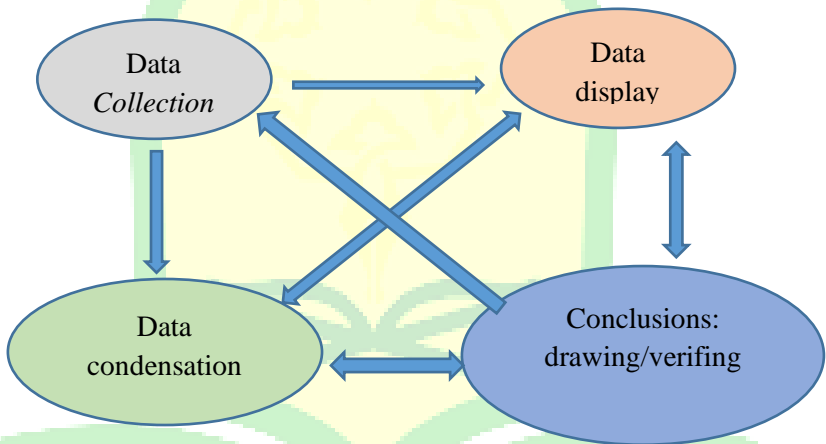 Data
Collection
Data
display
Data
condensation
Conclusions:
drawing/verifing